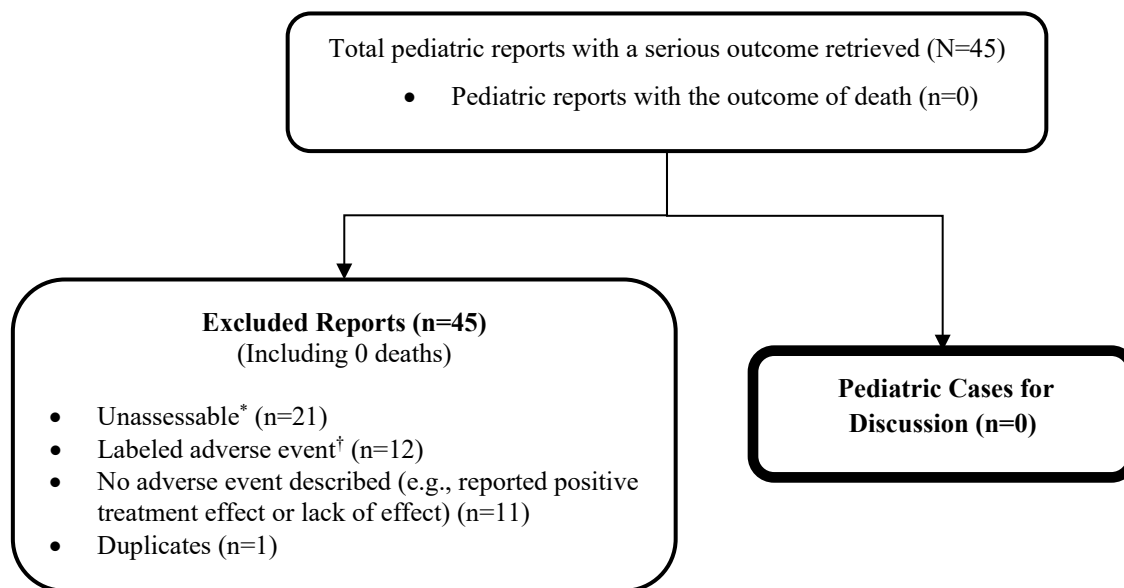 Total pediatric reports with a serious outcome retrieved (N=45)
• Pediatric reports with the outcome of death (n=0)
Excluded Reports (n=45)
(Including 0 deaths)
• Unassessable* (n=21)
• Labeled adverse event† (n=12)
• No adverse event described (e.g., reported positive
treatment effect or lack of effect) (n=11)
• Duplicates (n=1)
Pediatric Cases for
Discussion (n=0)